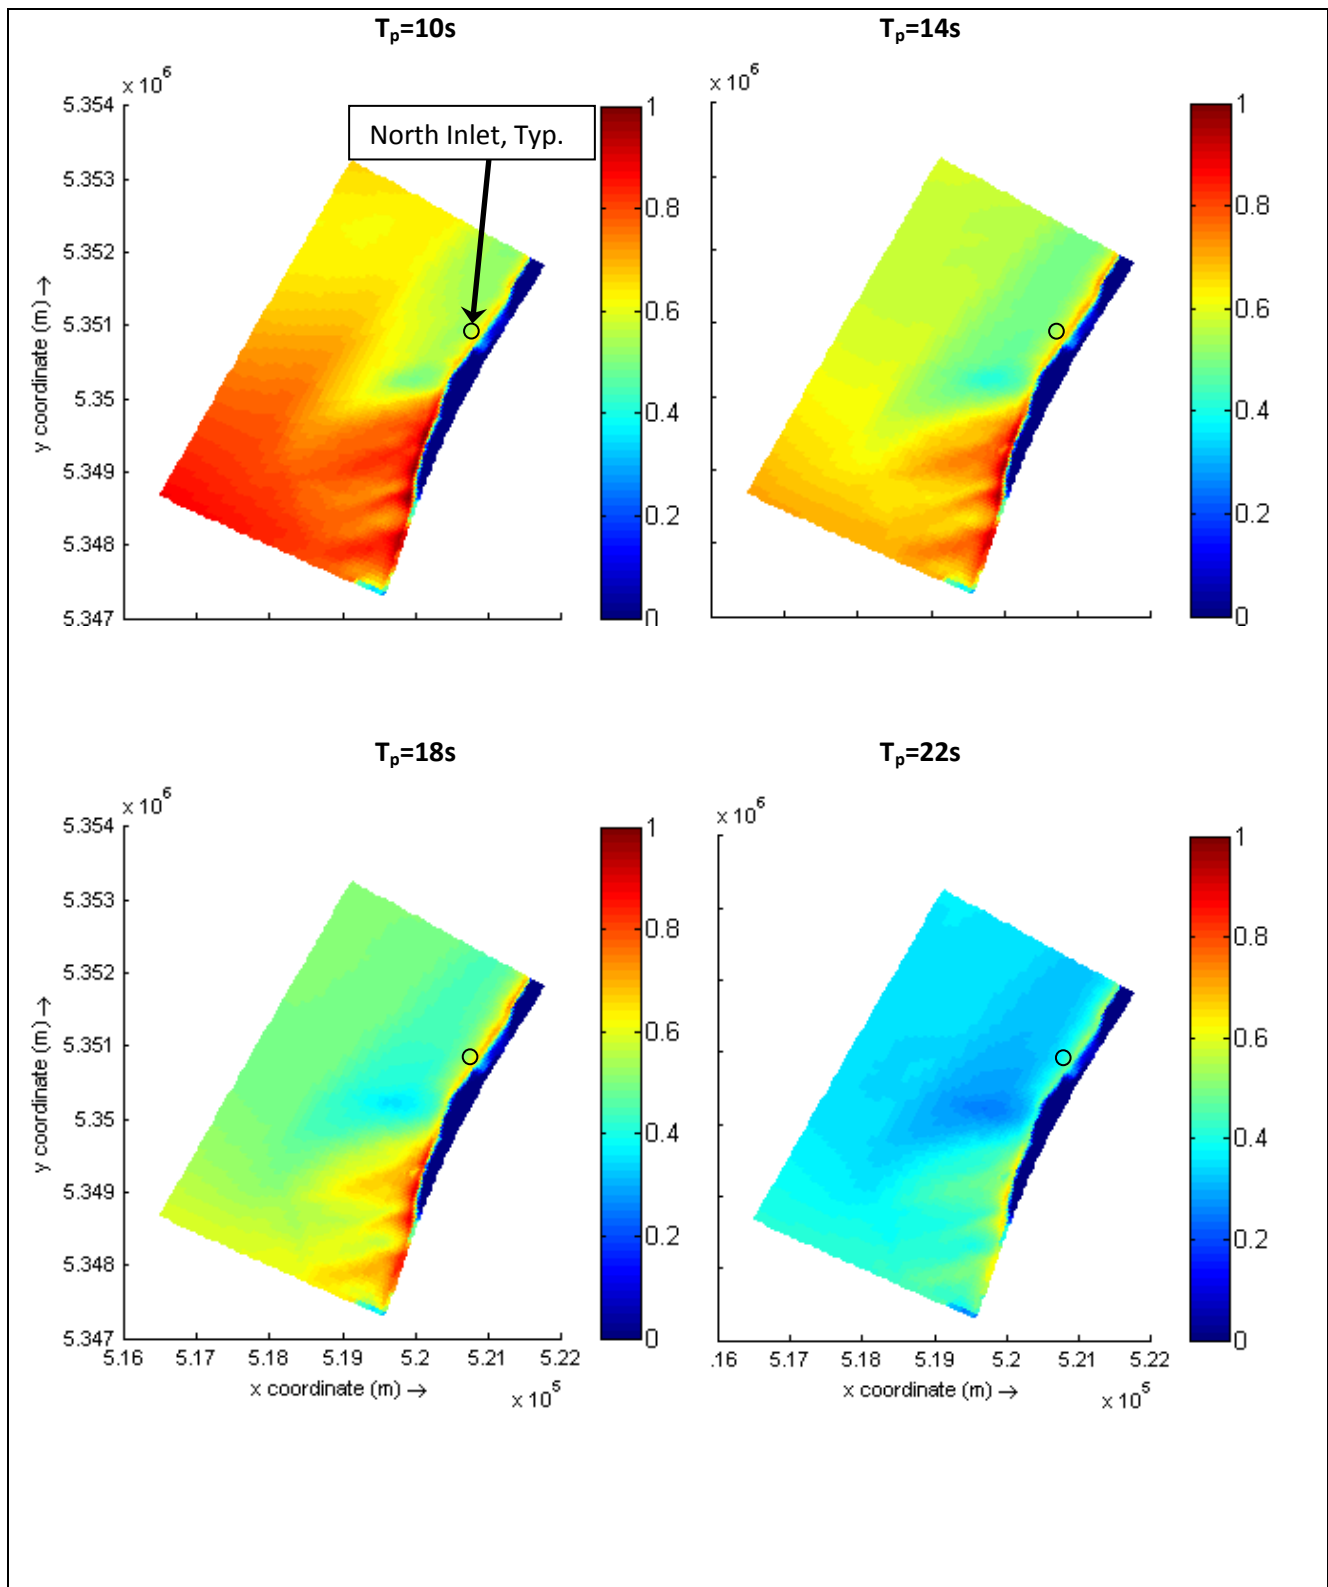 Tp=10s
Tp=14s
x 10^6
5.354
5.353
5.352
5.351
5.35
5.349
5.348
5.347
y coordinate (m) →
North Inlet, Typ.
1
0.8
0.6
0.4
0.2
0
x 10^6
1
0.8
0.6
0.4
0.2
0
Tp=18s
Tp=22s
x 10^6
5.354
5.353
5.352
5.351
5.35
5.349
5.348
5.347
y coordinate (m) →
5.16 5.17 5.18 5.19 5.2 5.21 5.22
x coordinate (m) →
x 10^5
1
0.8
0.6
0.4
0.2
0
x 10^6
.16 5.17 5.18 5.19 5.2 5.21 5.22
x coordinate (m) →
x 10^5
1
0.8
0.6
0.4
0.2
0